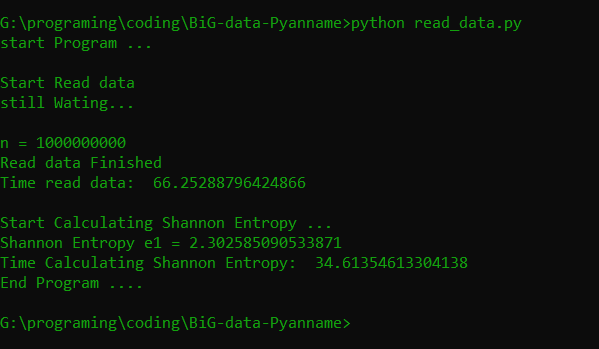 G:\programing\coding\BiG-data-Pyanname>python read_data.py
start Program ...
Start Read data
still Wating...
n = 1000000000
Read data Finished
Time read data:  66.25288796424866
Start Calculating Shannon Entropy ...
Shannon Entropy e1 = 2.302585090533871
Time Calculating Shannon Entropy:  34.61354613304138
End Program ....
G:\programing\coding\BiG-data-Pyanname>